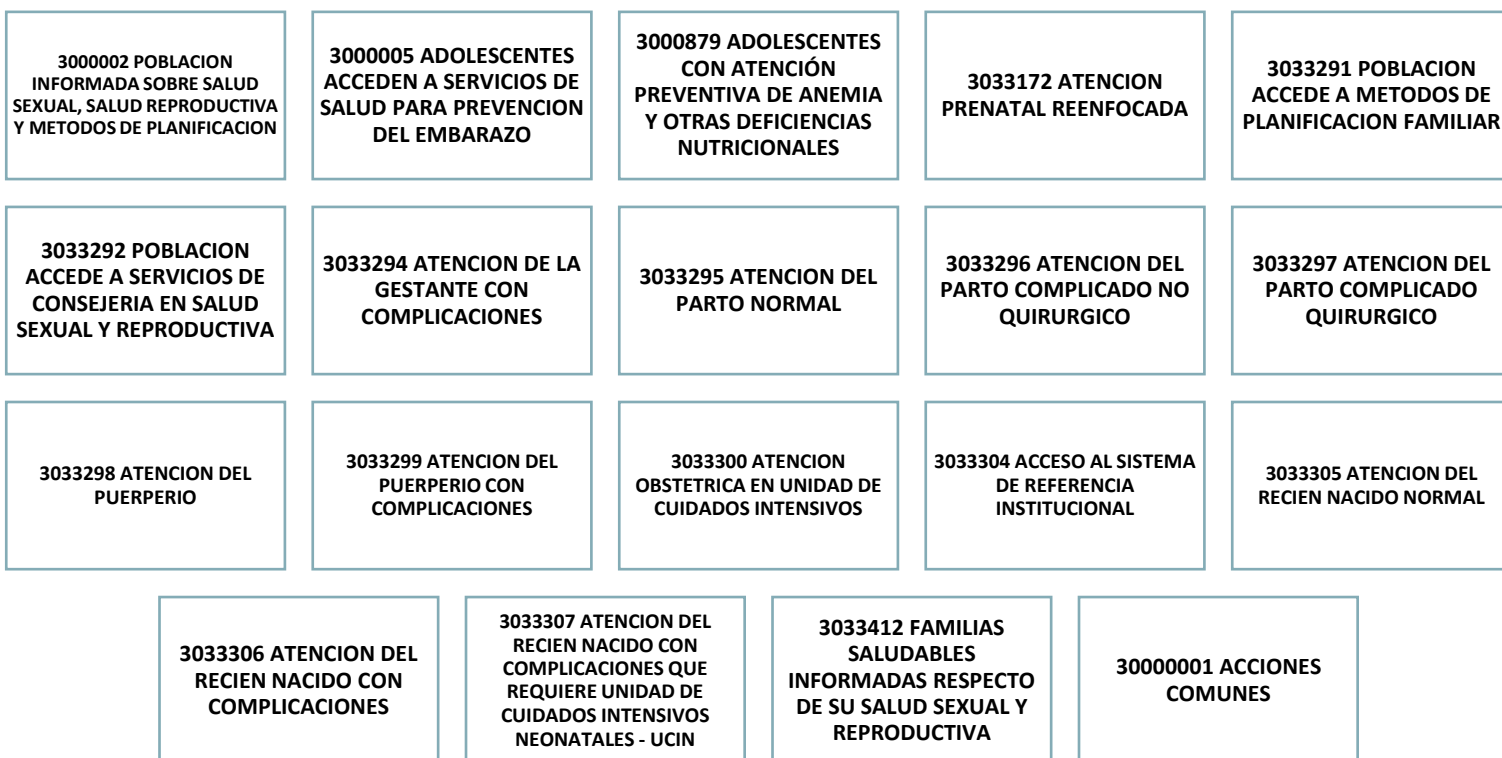 3000002 POBLACION
INFORMADA SOBRE SALUD
SEXUAL, SALUD REPRODUCTIVA
Y METODOS DE PLANIFICACION
3000005 ADOLESCENTES
ACCEDEN A SERVICIOS DE
SALUD PARA PREVENCION
DEL EMBARAZO
3000879 ADOLESCENTES
CON ATENCIÓN
PREVENTIVA DE ANEMIA
Y OTRAS DEFICIENCIAS
NUTRICIONALES
3033172 ATENCION
PRENATAL REENFOCADA
3033291 POBLACION
ACCEDE A METODOS DE
PLANIFICACION FAMILIAR
3033292 POBLACION
ACCEDE A SERVICIOS DE
CONSEJERIA EN SALUD
SEXUAL Y REPRODUCTIVA
3033294 ATENCION DE LA
GESTANTE CON
COMPLICACIONES
3033295 ATENCION DEL
PARTO NORMAL
3033296 ATENCION DEL
PARTO COMPLICADO NO
QUIRURGICO
3033297 ATENCION DEL
PARTO COMPLICADO
QUIRURGICO
3033298 ATENCION DEL
PUERPERIO
3033299 ATENCION DEL
PUERPERIO CON
COMPLICACIONES
3033300 ATENCION
OBSTETRICA EN UNIDAD DE
CUIDADOS INTENSIVOS
3033304 ACCESO AL SISTEMA
DE REFERENCIA
INSTITUCIONAL
3033305 ATENCION DEL
RECIEN NACIDO NORMAL
3033306 ATENCION DEL
RECIEN NACIDO CON
COMPLICACIONES
3033307 ATENCION DEL
RECIEN NACIDO CON
COMPLICACIONES QUE
REQUIERE UNIDAD DE
CUIDADOS INTENSIVOS
NEONATALES - UCIN
3033412 FAMILIAS
SALUDABLES
INFORMADAS RESPECTO
DE SU SALUD SEXUAL Y
REPRODUCTIVA
30000001 ACCIONES
COMUNES